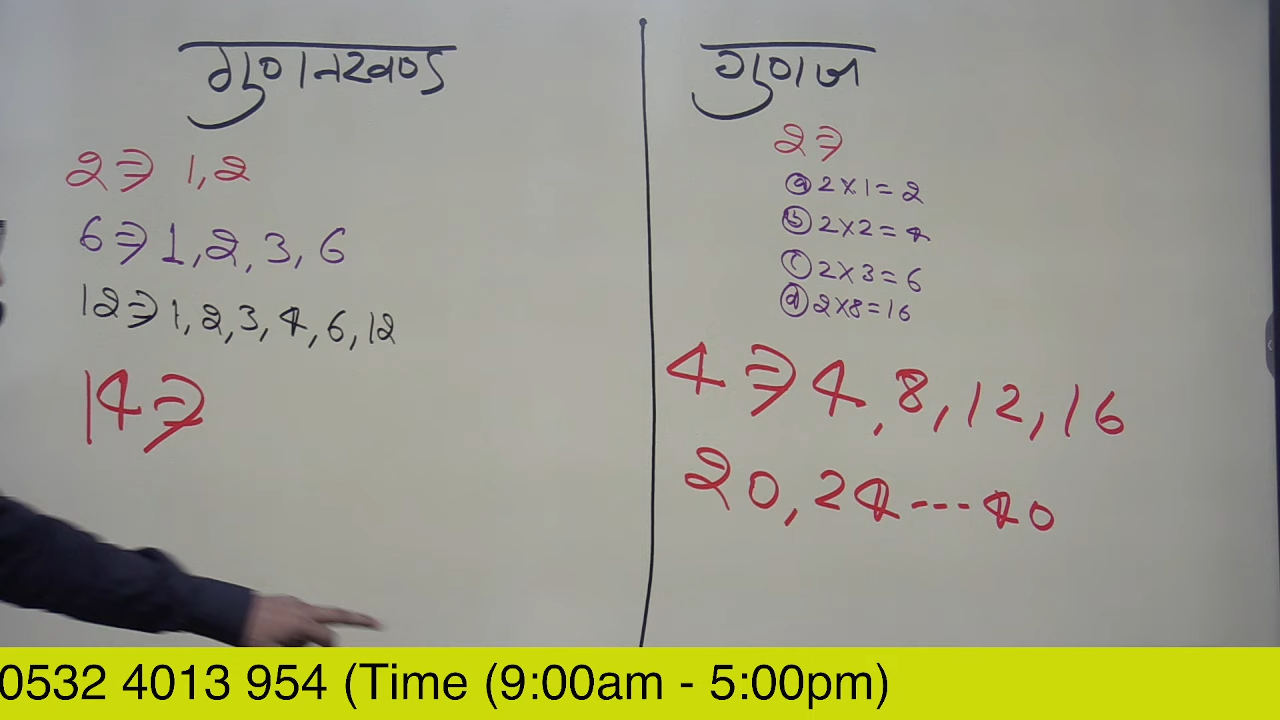 गुणनखण्ड
2 ⇒ 1, 2
6 ⇒ 1, 2, 3, 6
12 ⇒ 1, 2, 3, 4, 6, 12
14 ⇒
गुणज
2 ⇒
ⓐ 2×1=2
ⓑ 2×2=4
ⓒ 2×3=6
ⓓ 2×8=16
4 ⇒ 4, 8, 12, 16
20, 24 --- 40
0532 4013 954 (Time (9:00am - 5:00pm)